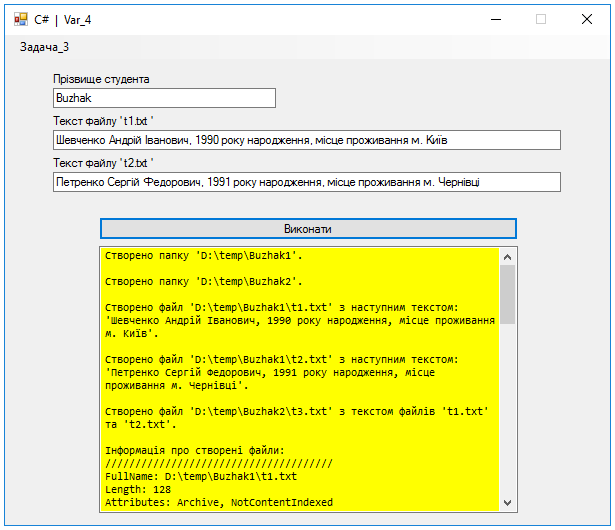 C# | Var_4
Задача_3
Прізвище студента
Buzhak
Текст файлу 't1.txt '
Шевченко Андрій Іванович, 1990 року народження, місце проживання м. Київ
Текст файлу 't2.txt '
Петренко Сергій Федорович, 1991 року народження, місце проживання м. Чернівці
Виконати
Створено папку 'D:\temp\Buzhak1'.
Створено папку 'D:\temp\Buzhak2'.
Створено файл 'D:\temp\Buzhak1\t1.txt' з наступним текстом:
'Шевченко Андрій Іванович, 1990 року народження, місце проживання
м. Київ'.
Створено файл 'D:\temp\Buzhak1\t2.txt' з наступним текстом:
'Петренко Сергій Федорович, 1991 року народження, місце
проживання м. Чернівці'.
Створено файл 'D:\temp\Buzhak2\t3.txt' з текстом файлів 't1.txt'
та 't2.txt'.
Інформація про створені файли:
//////////////////////////////////////
FullName: D:\temp\Buzhak1\t1.txt
Length: 128
Attributes: Archive, NotContentIndexed